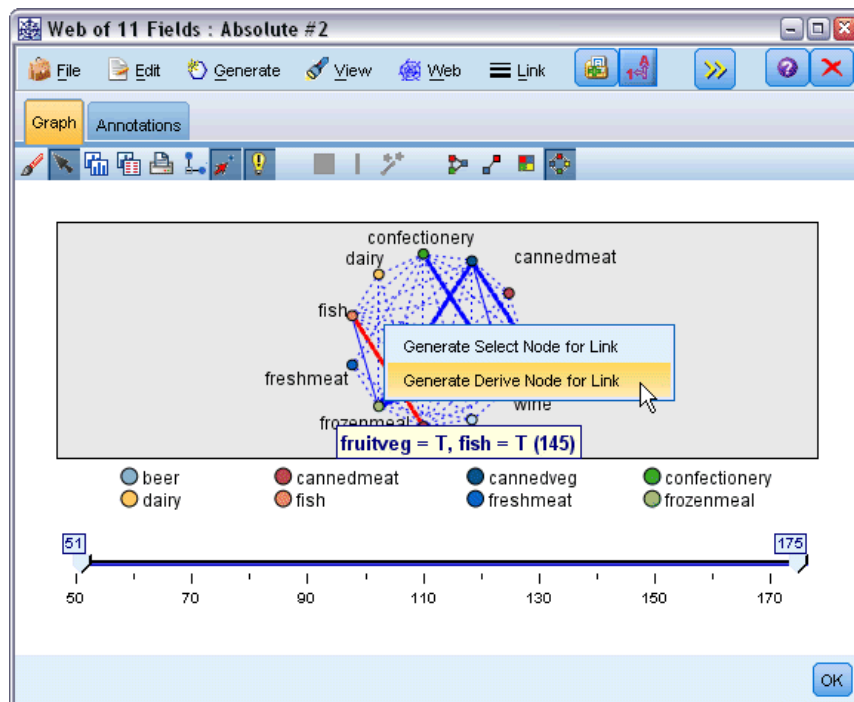 Web of 11 Fields : Absolute #2
File Edit Generate View Web Link
Graph Annotations
confectionery
dairy cannedmeat
fish
Generate Select Node for Link
freshmeat Generate Derive Node for Link
wine
frozenmeal
fruitveg = T, fish = T (145)
beer cannedmeat cannedveg confectionery
dairy fish freshmeat frozenmeal
51 175
50 70 90 110 130 150 170
OK